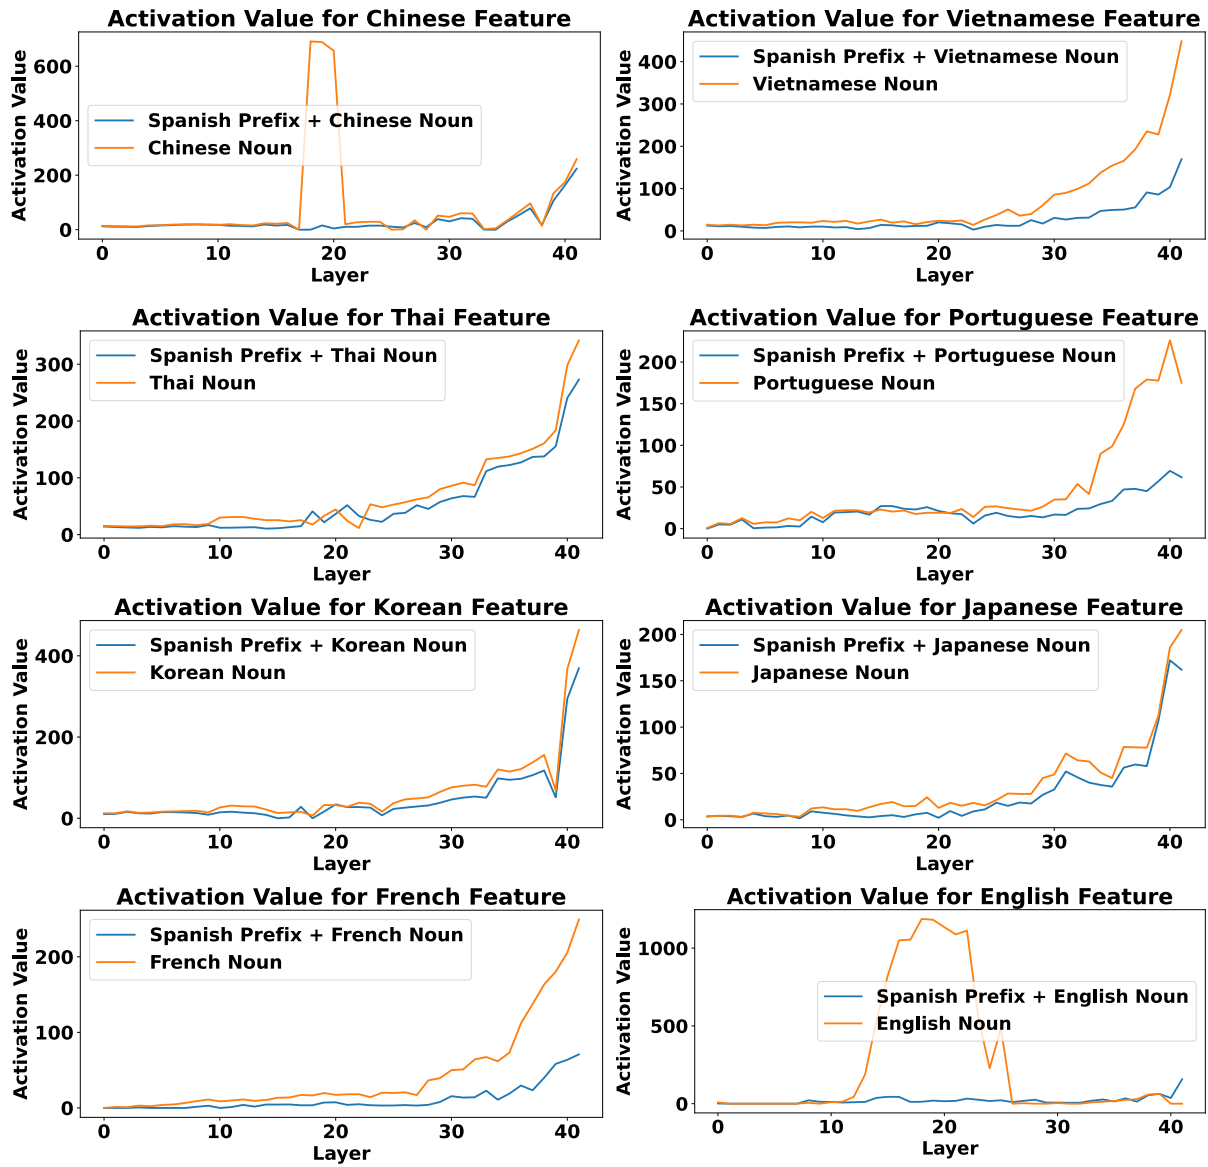 Activation Value for Chinese Feature
Activation Value
600
400
200
0
Spanish Prefix + Chinese Noun
Chinese Noun
0 10 20 30 40
Layer
Activation Value for Vietnamese Feature
Activation Value
400
300
200
100
0
Spanish Prefix + Vietnamese Noun
Vietnamese Noun
0 10 20 30 40
Layer
Activation Value for Thai Feature
Activation Value
300
200
100
0
Spanish Prefix + Thai Noun
Thai Noun
0 10 20 30 40
Layer
Activation Value for Portuguese Feature
Activation Value
200
150
100
50
0
Spanish Prefix + Portuguese Noun
Portuguese Noun
0 10 20 30 40
Layer
Activation Value for Korean Feature
Activation Value
400
200
0
Spanish Prefix + Korean Noun
Korean Noun
0 10 20 30 40
Layer
Activation Value for Japanese Feature
Activation Value
200
150
100
50
0
Spanish Prefix + Japanese Noun
Japanese Noun
0 10 20 30 40
Layer
Activation Value for French Feature
Activation Value
200
100
0
Spanish Prefix + French Noun
French Noun
0 10 20 30 40
Layer
Activation Value for English Feature
Activation Value
1000
500
0
Spanish Prefix + English Noun
English Noun
0 10 20 30 40
Layer